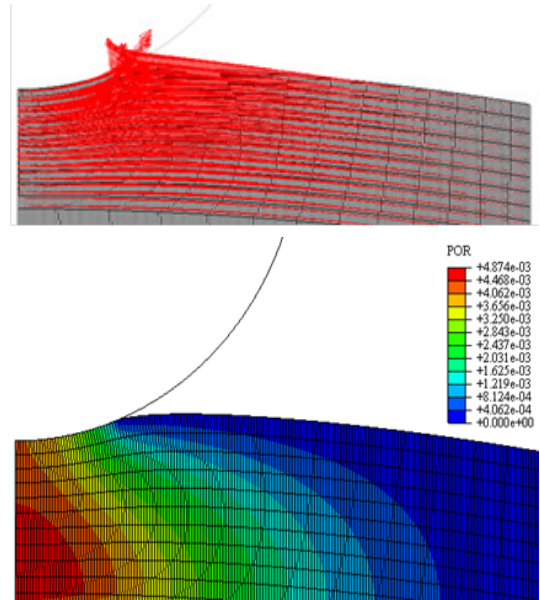 POR
+4.874e-03
+4.468e-03
+4.062e-03
+3.656e-03
+3.250e-03
+2.843e-03
+2.437e-03
+2.031e-03
+1.625e-03
+1.219e-03
+8.124e-04
+4.062e-04
+0.000e+00